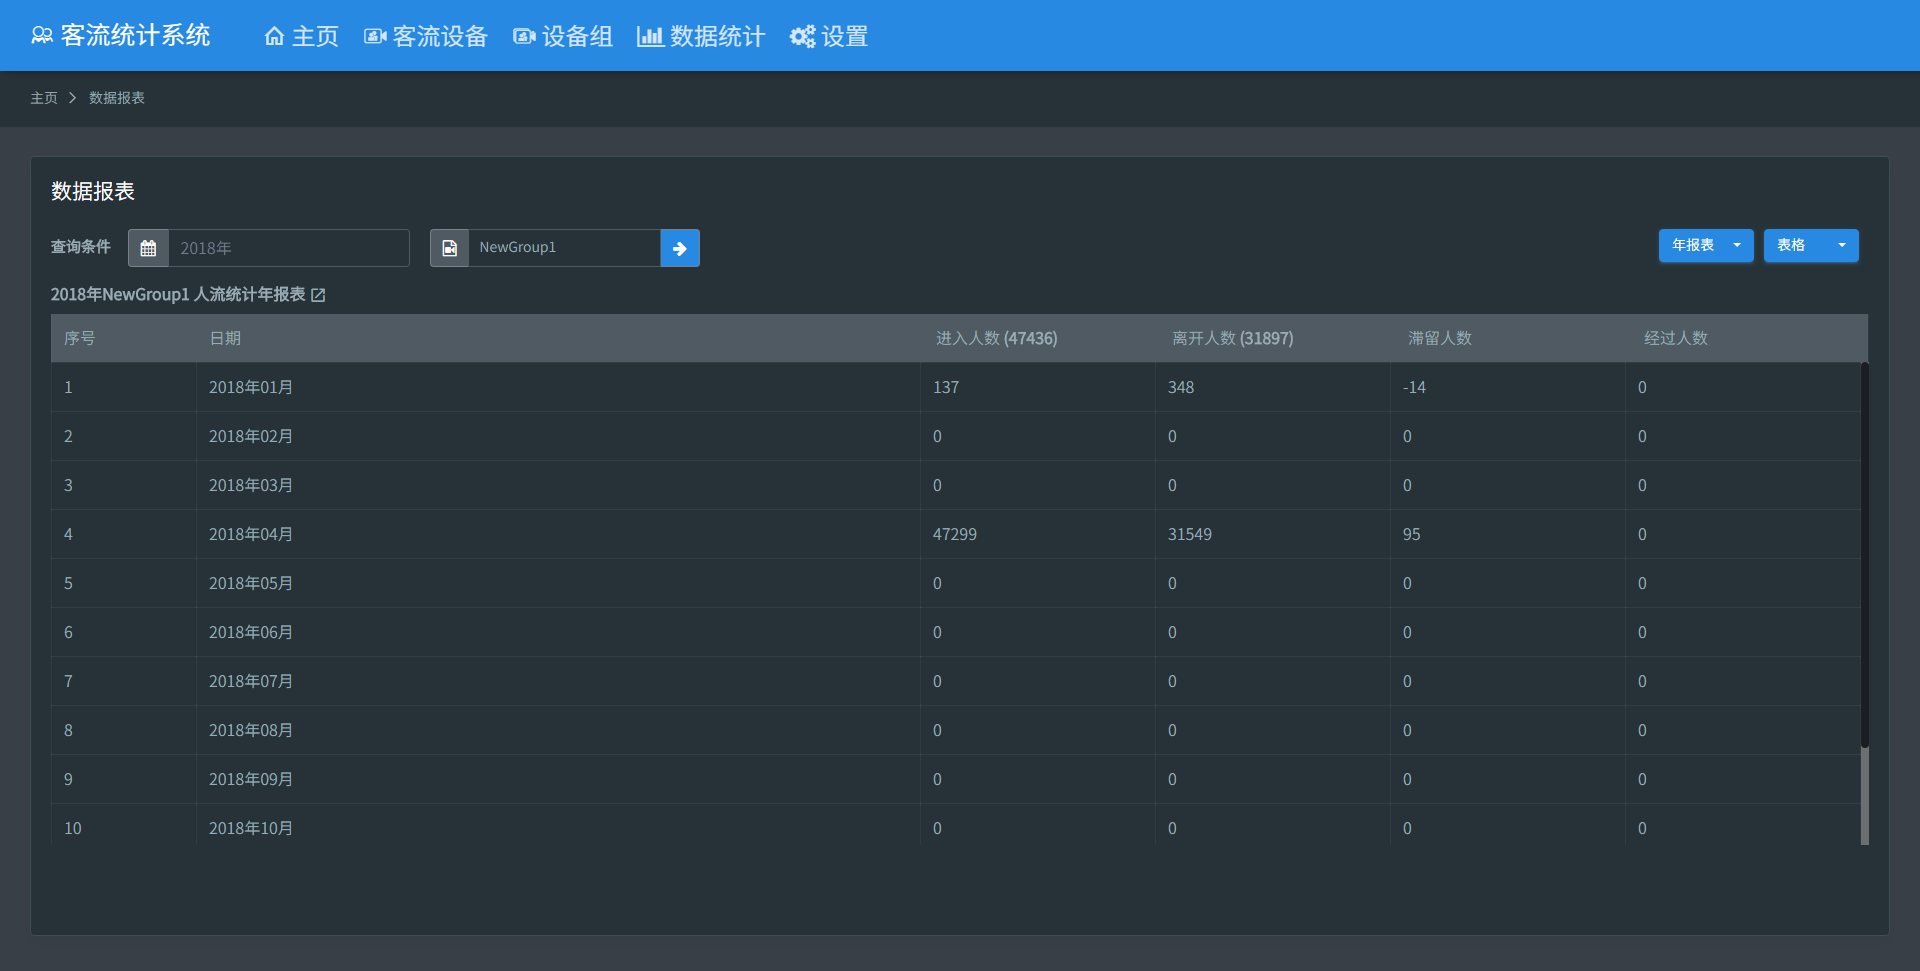 客流统计系统 主页 客流设备 设备组 数据统计 设置
主页 > 数据报表
数据报表
查询条件 2018年 NewGroup1 年报表 表格
2018年NewGroup1 人流统计年报表
序号 日期 进入人数 (47436) 离开人数 (31897) 滞留人数 经过人数
1 2018年01月 137 348 -14 0
2 2018年02月 0 0 0 0
3 2018年03月 0 0 0 0
4 2018年04月 47299 31549 95 0
5 2018年05月 0 0 0 0
6 2018年06月 0 0 0 0
7 2018年07月 0 0 0 0
8 2018年08月 0 0 0 0
9 2018年09月 0 0 0 0
10 2018年10月 0 0 0 0